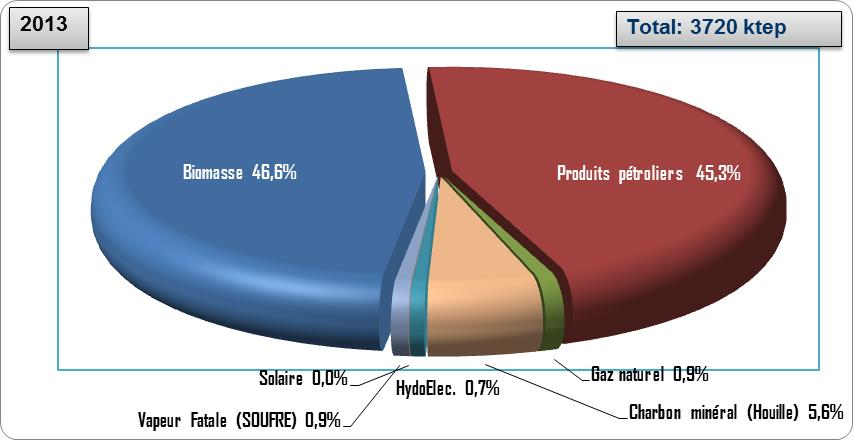 2013
Total: 3720 ktep
Biomasse 46,6%
Produits pétroliers 45,3%
Solaire 0,0%
HydoElec. 0,7%
Gaz naturel 0,9%
Vapeur Fatale (SOUFRE) 0,9%
Charbon minéral (Houille) 5,6%